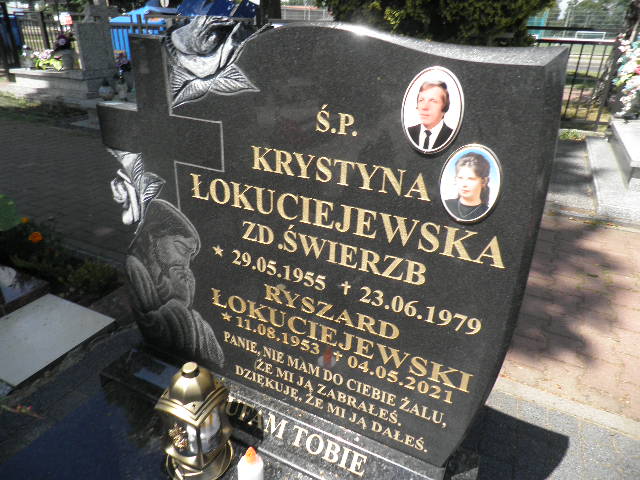 Ś.P.
KRYSTYNA
ŁOKUCIEJEWSKA
ZD.ŚWIERZB
* 29.05.1955 † 23.06.1979
RYSZARD
ŁOKUCIEJEWSKI
* 11.08.1953 † 04.05.2021
PANIE, NIE MAM DO CIEBIE ŻALU,
ŻE MI JĄ ZABRAŁEŚ.
DZIĘKUJĘ, ŻE MI JĄ DAŁEŚ.
UFAM TOBIE